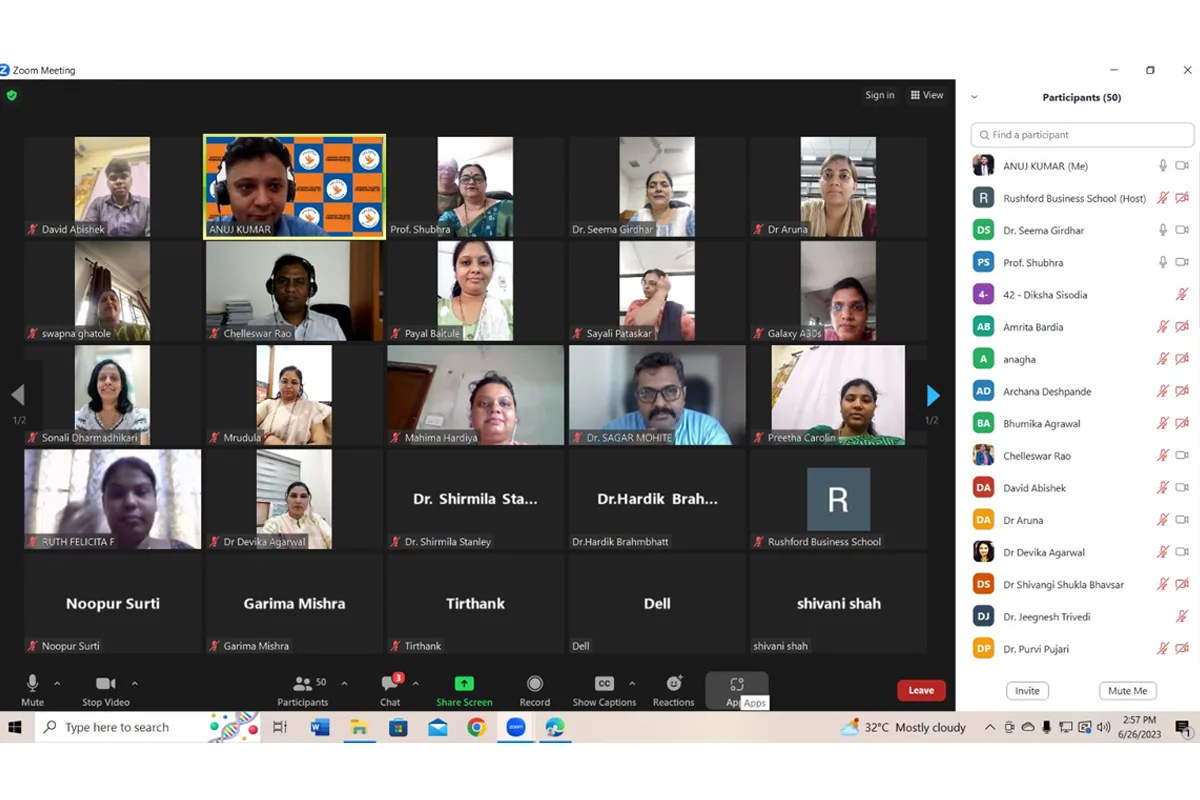 Zoom Meeting
Sign in View
David Abishek
ANUJ KUMAR
Prof. Shubhra
Dr. Seema Girdhar
Dr Aruna
swapna ghatole
Chelleswar Rao
Payal Baitule
Sayali Pataskar
Galaxy A30s
1/2
Sonali Dharmadhikari
Mrudula
Mahima Hardiya
Dr. SAGAR MOHITE
Preetha Carolin
1/2
RUTH FELICITA F
Dr Devika Agarwal
Dr. Shirmila Sta...
Dr. Shirmila Stanley
Dr.Hardik Brah...
Dr.Hardik Brahmbhatt
R
Rushford Business School
Noopur Surti
Noopur Surti
Garima Mishra
Garima Mishra
Tirthank
Tirthank
Dell
Dell
shivani shah
shivani shah
Mute
Stop Video
50
Participants
3
Chat
Share Screen
Record
CC
Show Captions
Reactions
Apps
Leave
Participants (50)
Find a participant
ANUJ KUMAR (Me)
R Rushford Business School (Host)
DS Dr. Seema Girdhar
PS Prof. Shubhra
4- 42 - Diksha Sisodia
AB Amrita Bardia
A anagha
AD Archana Deshpande
BA Bhumika Agrawal
Chelleswar Rao
DA David Abishek
DA Dr Aruna
Dr Devika Agarwal
DS Dr Shivangi Shukla Bhavsar
DJ Dr. Jeegnesh Trivedi
DP Dr. Purvi Pujari
Invite Mute Me
Type here to search
zoom
32°C Mostly cloudy
2:57 PM
6/26/2023
1